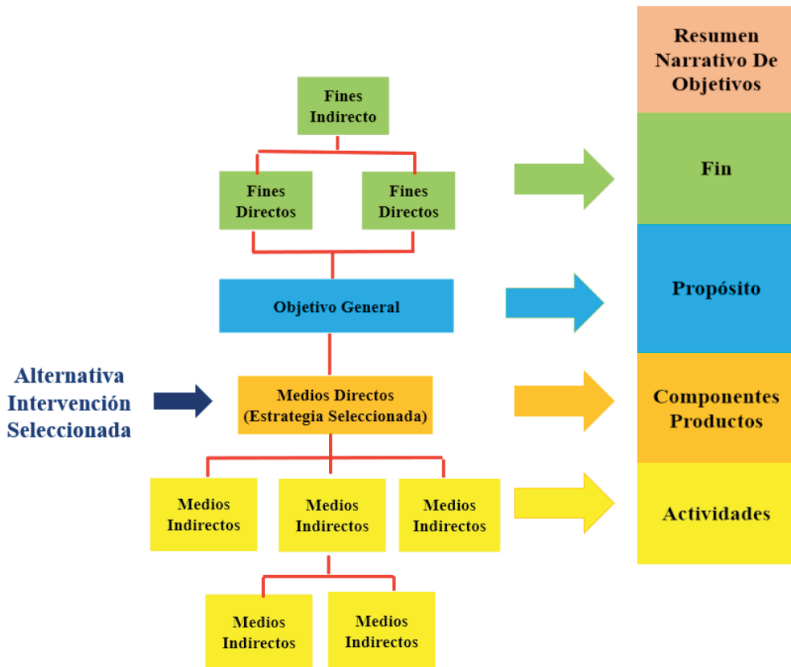 Resumen
Narrativo De
Objetivos
Fines
Indirecto
Fin
Fines
Directos
Fines
Directos
Propósito
Objetivo General
Alternativa
Intervención
Seleccionada
Medios Directos
(Estrategia Seleccionada)
Componentes
Productos
Medios
Indirectos
Medios
Indirectos
Medios
Indirectos
Actividades
Medios
Indirectos
Medios
Indirectos